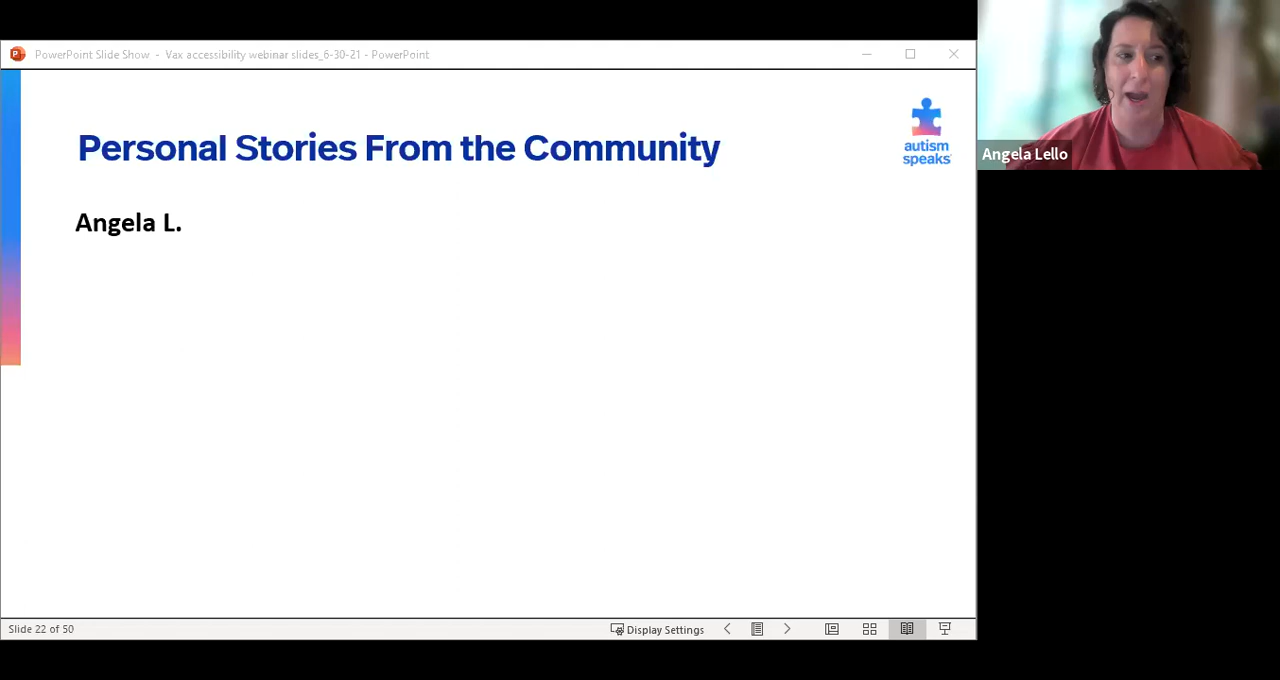 PowerPoint Slide Show - Vax accessibility webinar slides_6-30-21 - PowerPoint
Personal Stories From the Community
autism
speaks
Angela Lello
Angela L.
Slide 22 of 50
Display Settings